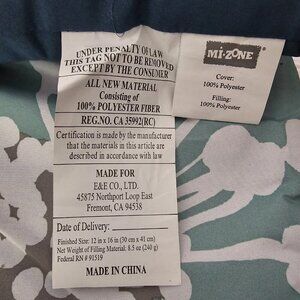 UNDER PENALTY OF LAW
THIS TAG NOT TO BE REMOVED
EXCEPT BY THE CONSUMER
ALL NEW MATERIAL
Consisting of
100% POLYESTER FIBER
REG.NO. CA 35992(RC)
Certification is made by the manufacturer
that the materials in this article are
described in accordance with law
MADE FOR
E&E CO., LTD.
45875 Northport Loop East
Fremont, CA 94538
Date of Delivery:
Finished Size: 12 in x 16 in (30 cm x 41 cm)
Net Weight of Filling Material: 8.5 oz (240 g)
Federal RN # 91519
MADE IN CHINA
MI-ZONE
Cover:
100% Polyester
Filling:
100% Polyester